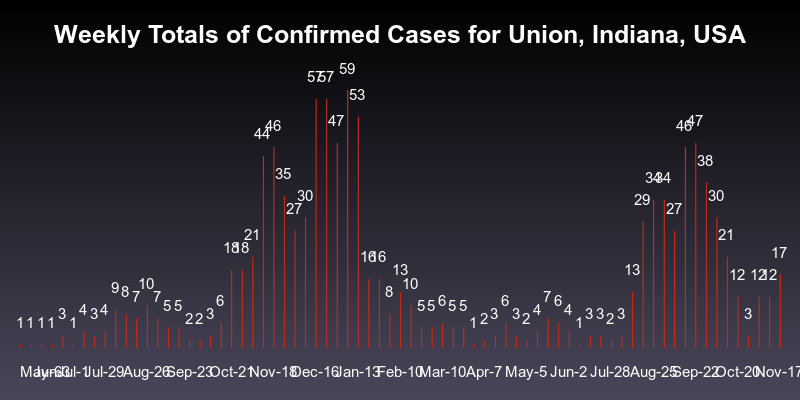 Weekly Totals of Confirmed Cases for Union, Indiana, USA
1 1 1 1 3 1 4 3 4 9 8 7 10 7 5 5 2 2 3 6 18 18 21 44 46 35 27 30 57 57 47 59 53 16 16 8 13 10 5 5 6 5 5 1 2 3 6 3 2 4 7 6 4 1 3 3 2 3 13 29 34 34 27 46 47 38 30 21 12 3 12 12 17
Jul-1 Jul-29 Aug-26 Sep-23 Oct-21 Nov-18 Dec-16 Jan-13 Feb-10 Mar-10 Apr-7 May-5 Jun-2 Jul-28 Aug-25 Sep-22 Oct-20 Nov-17